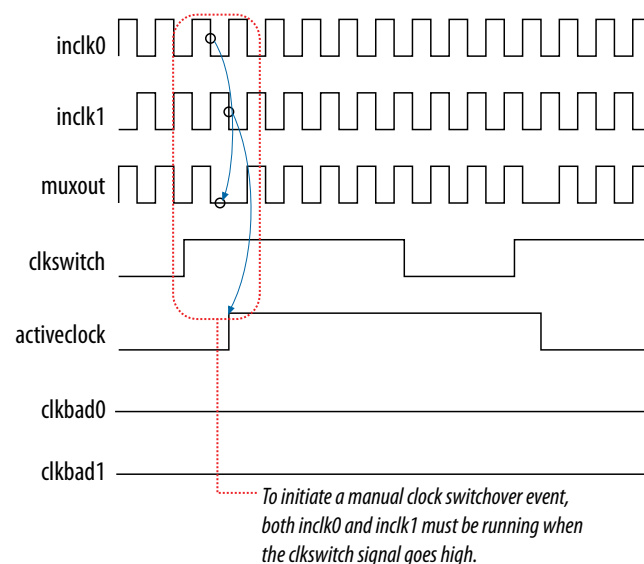 inclk0
inclk1
muxout
clkswitch
activeclock
clkbad0
clkbad1
To initiate a manual clock switchover event,
both inclk0 and inclk1 must be running when
the clkswitch signal goes high.